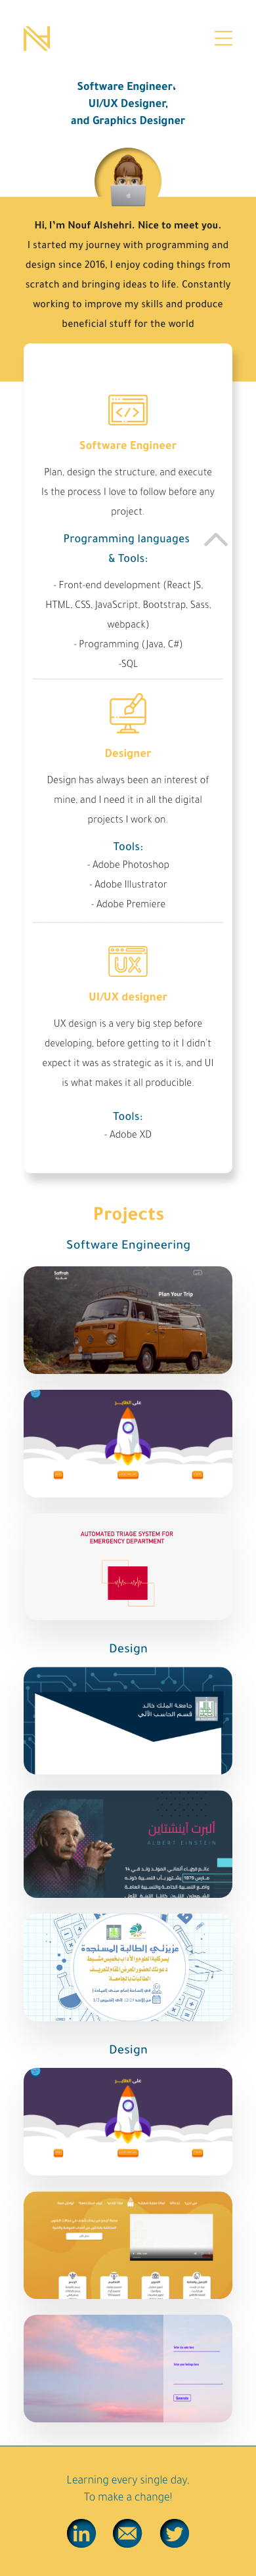 Software Engineer،
UI/UX Designer,
and Graphics Designer
Hi, I'm Nouf Alshehri. Nice to meet you.
I started my journey with programming and
design since 2016, I enjoy coding things from
scratch and bringing ideas to life. Constantly
working to improve my skills and produce
beneficial stuff for the world
Software Engineer
Plan, design the structure, and execute
Is the process I love to follow before any
project.
Programming languages
& Tools:
- Front-end development (React JS,
HTML, CSS, JavaScript, Bootstrap, Sass,
webpack)
- Programming (Java, C#)
-SQL
Designer
Design has always been an interest of
mine, and I need it in all the digital
projects I work on.
Tools:
- Adobe Photoshop
- Adobe Illustrator
- Adobe Premiere
UX
UI/UX designer
UX design is a very big step before
developing, before getting to it I didn't
expect it was as strategic as it is, and UI
is what makes it all producible.
Tools:
- Adobe XD
Projects
Software Engineering
Saffrah
Plan Your Trip
على الطاير
AUTOMATED TRIAGE SYSTEM FOR
EMERGENCY DEPARTMENT
Design
جامعة الملك خالد
قسم الحاسب الآلي
ألبرت أينشتاين
ALBERT EINSTEIN
عزيزتي الطالبة المستجدة
Design
على الطاير
Learning every single day,
To make a change!
in